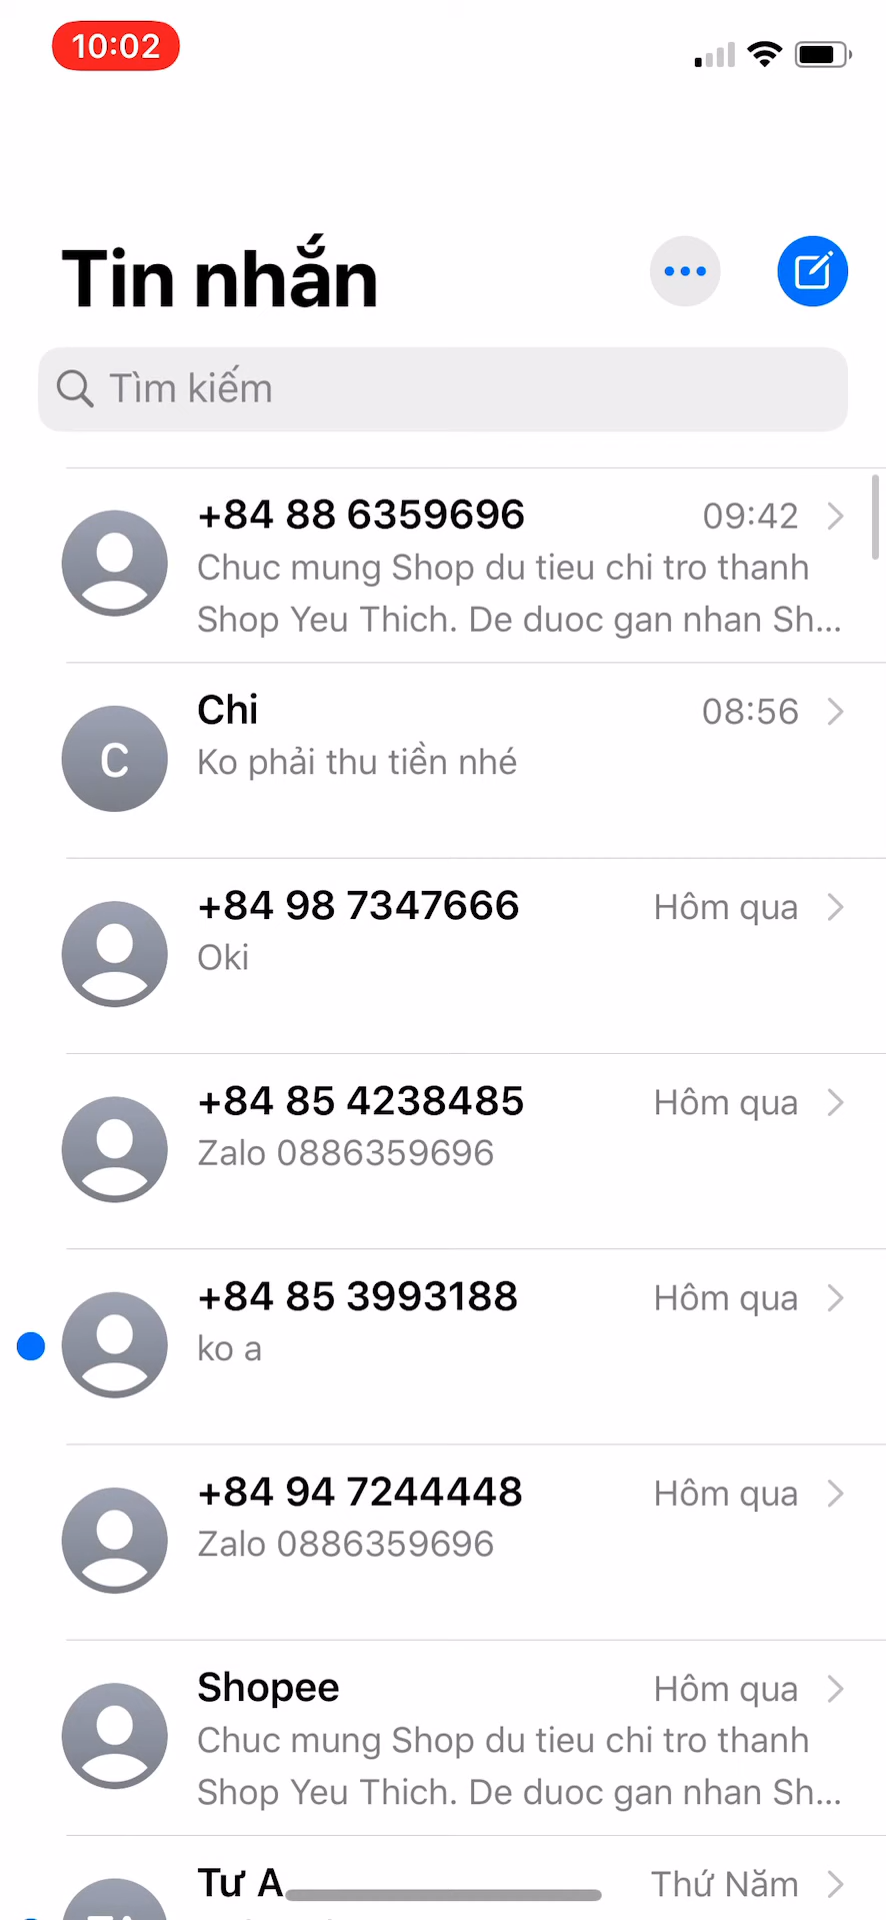 10:02
Tin nhắn
Tìm kiếm
+84 88 6359696 09:42
Chuc mung Shop du tieu chi tro thanh
Shop Yeu Thich. De duoc gan nhan Sh...
C
Chi 08:56
Ko phải thu tiền nhé
+84 98 7347666 Hôm qua
Oki
+84 85 4238485 Hôm qua
Zalo 0886359696
+84 85 3993188 Hôm qua
ko a
+84 94 7244448 Hôm qua
Zalo 0886359696
Shopee Hôm qua
Chuc mung Shop du tieu chi tro thanh
Shop Yeu Thich. De duoc gan nhan Sh...
Tư A Thứ Năm